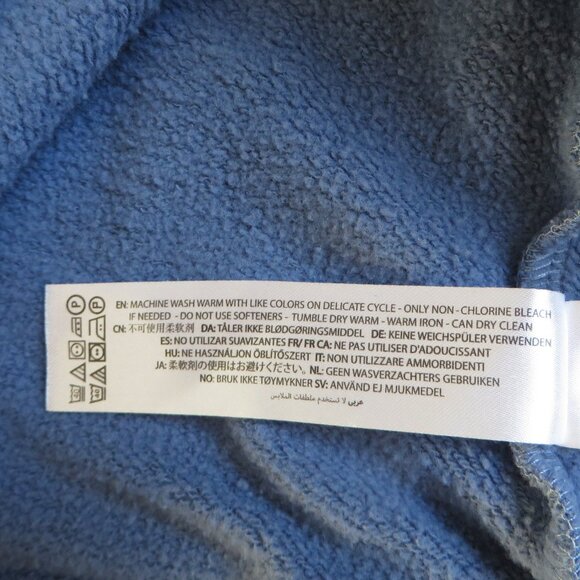 EN: MACHINE WASH WARM WITH LIKE COLORS ON DELICATE CYCLE - ONLY NON - CHLORINE BLEACH
IF NEEDED - DO NOT USE SOFTENERS - TUMBLE DRY WARM - WARM IRON - CAN DRY CLEAN
CN: 不可使用柔软剂 DA: TÅLER IKKE BLØDGØRINGSMIDDEL DE: KEINE WEICHSPÜLER VERWENDEN
ES: NO UTILIZAR SUAVIZANTES FR/ FR CA: NE PAS UTILISER D'ADOUCISSANT
HU: NE HASZNÁLJON ÖBLÍTŐSZERT IT: NON UTILIZZARE AMMORBIDENTI
JA: 柔軟剤の使用はお避けください。 NL: GEEN WASVERZACHTERS GEBRUIKEN
NO: BRUK IKKE TØYMYKNER SV: ANVÄND EJ MJUKMEDEL
عربي لا تستخدم ملطفات الملابس
P
P